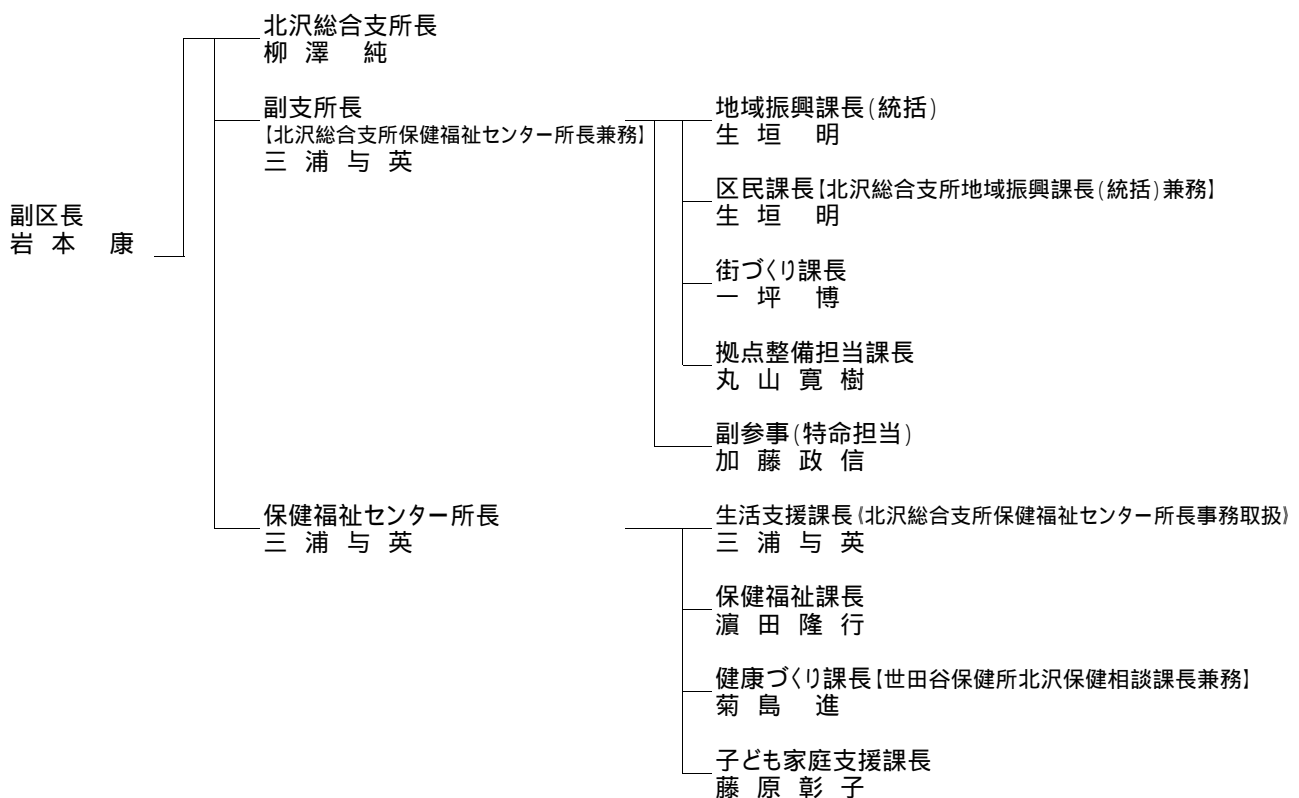 副区長
岩本　康
北沢総合支所長
柳澤　純
副支所長
【北沢総合支所保健福祉センター所長兼務】
三浦与英
地域振興課長(統括)
生垣　明
区民課長【北沢総合支所地域振興課長(統括)兼務】
生垣　明
街づくり課長
一坪　博
拠点整備担当課長
丸山寛樹
副参事(特命担当)
加藤政信
保健福祉センター所長
三浦与英
生活支援課長《北沢総合支所保健福祉センター所長事務取扱》
三浦与英
保健福祉課長
濵田隆行
健康づくり課長【世田谷保健所北沢保健相談課長兼務】
菊島　進
子ども家庭支援課長
藤原彰子